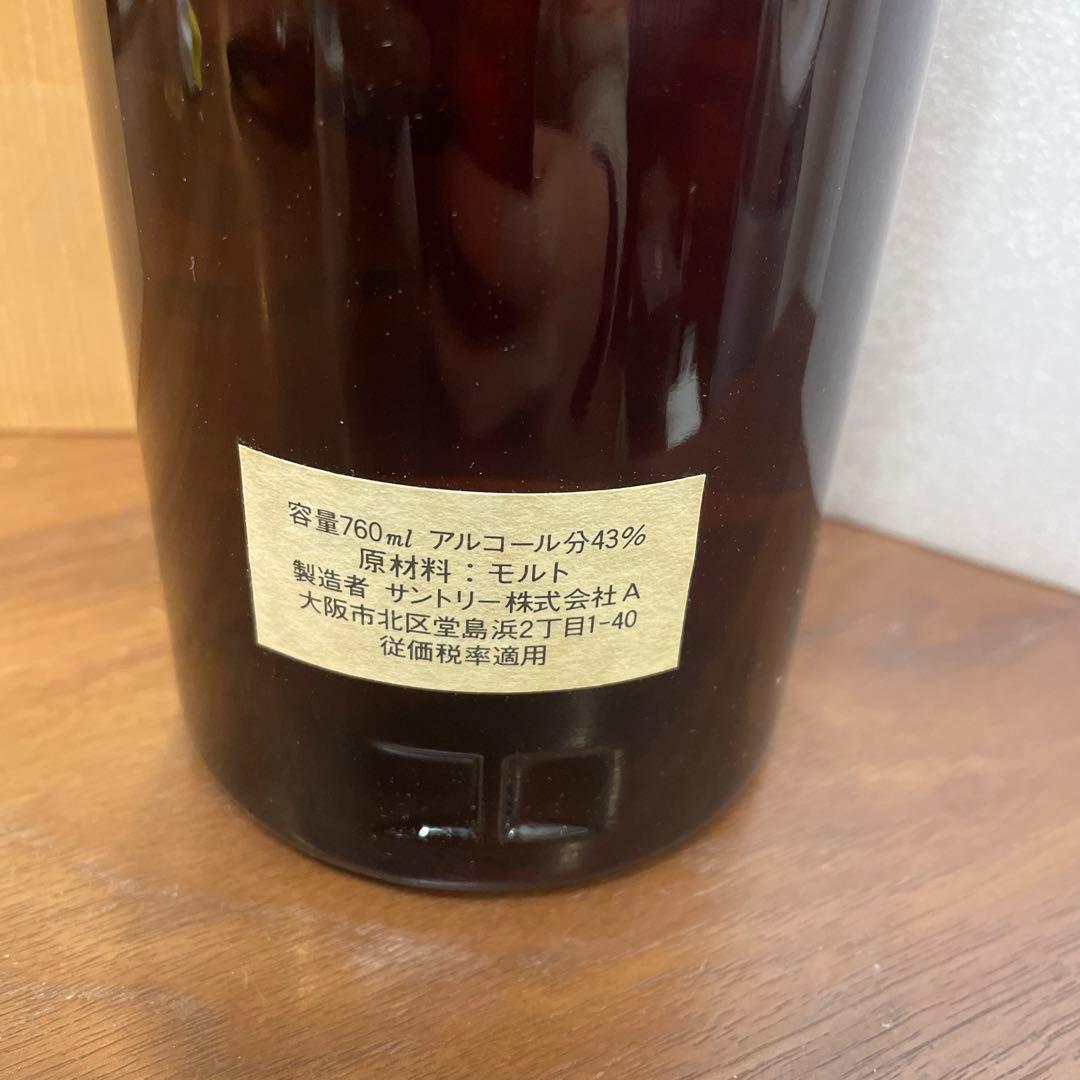 容量760ml アルコール分43%
原材料：モルト
製造者 サントリー株式会社A
大阪市北区堂島浜2丁目1-40
従価税率適用